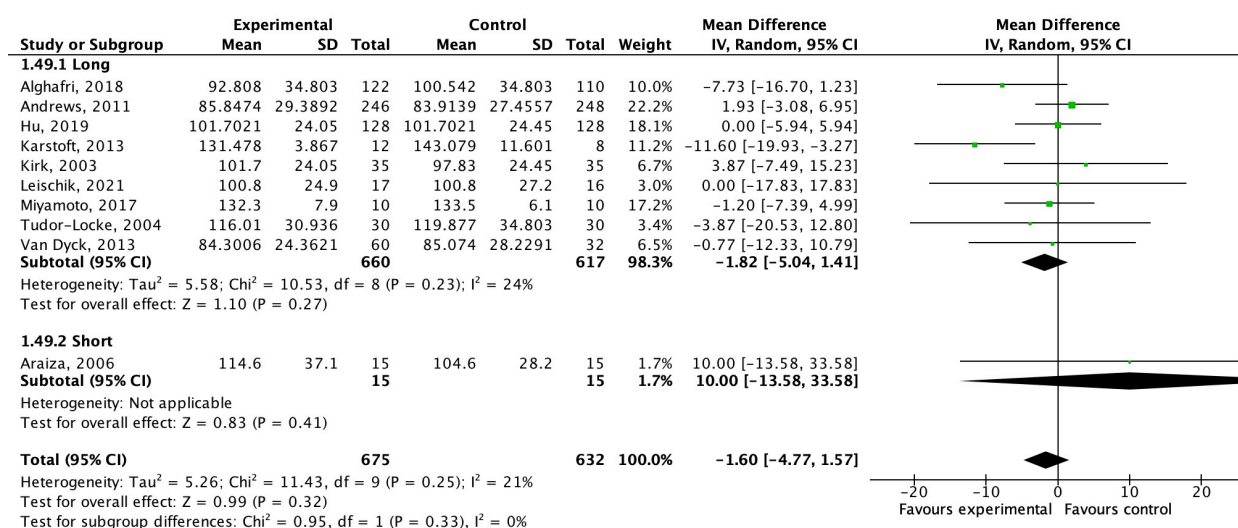 Experimental Control Mean Difference Mean Difference
Study or Subgroup Mean SD Total Mean SD Total Weight IV, Random, 95% CI IV, Random, 95% CI
1.49.1 Long
Alghafri, 2018 92.808 34.803 122 100.542 34.803 110 10.0% -7.73 [-16.70, 1.23]
Andrews, 2011 85.8474 29.3892 246 83.9139 27.4557 248 22.2% 1.93 [-3.08, 6.95]
Hu, 2019 101.7021 24.05 128 101.7021 24.45 128 18.1% 0.00 [-5.94, 5.94]
Karstoft, 2013 131.478 3.867 12 143.079 11.601 8 11.2% -11.60 [-19.93, -3.27]
Kirk, 2003 101.7 24.05 35 97.83 24.45 35 6.7% 3.87 [-7.49, 15.23]
Leischik, 2021 100.8 24.9 17 100.8 27.2 16 3.0% 0.00 [-17.83, 17.83]
Miyamoto, 2017 132.3 7.9 10 133.5 6.1 10 17.2% -1.20 [-7.39, 4.99]
Tudor-Locke, 2004 116.01 30.936 30 119.877 34.803 30 3.4% -3.87 [-20.53, 12.80]
Van Dyck, 2013 84.3006 24.3621 60 85.074 28.2291 32 6.5% -0.77 [-12.33, 10.79]
Subtotal (95% CI) 660 617 98.3% -1.82 [-5.04, 1.41]
Heterogeneity: Tau² = 5.58; Chi² = 10.53, df = 8 (P = 0.23); I² = 24%
Test for overall effect: Z = 1.10 (P = 0.27)
1.49.2 Short
Araiza, 2006 114.6 37.1 15 104.6 28.2 15 1.7% 10.00 [-13.58, 33.58]
Subtotal (95% CI) 15 15 1.7% 10.00 [-13.58, 33.58]
Heterogeneity: Not applicable
Test for overall effect: Z = 0.83 (P = 0.41)
Total (95% CI) 675 632 100.0% -1.60 [-4.77, 1.57]
Heterogeneity: Tau² = 5.26; Chi² = 11.43, df = 9 (P = 0.25); I² = 21%
Test for overall effect: Z = 0.99 (P = 0.32)
Test for subgroup differences: Chi² = 0.95, df = 1 (P = 0.33), I² = 0%
-20 -10 0 10 20
Favours experimental Favours control